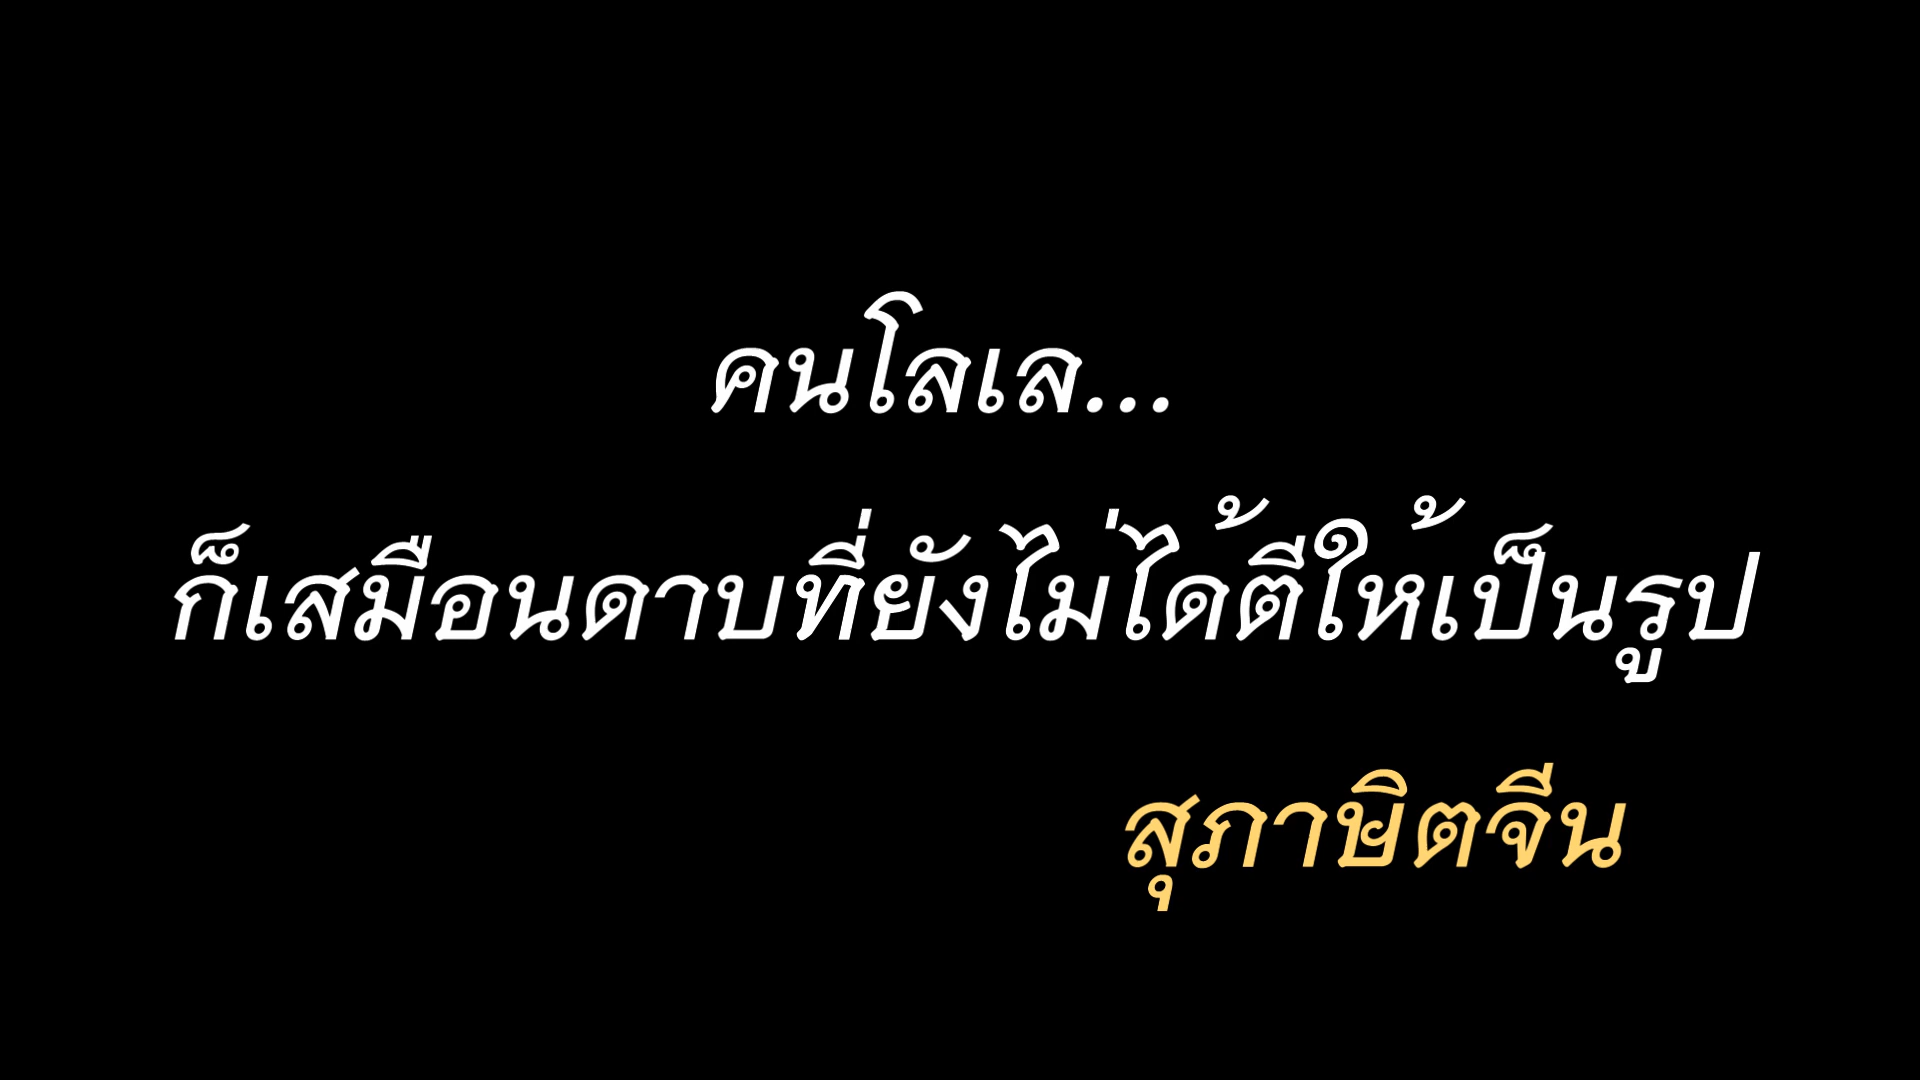 คนโลเล...
ก็เสมือนดาบที่ยังไม่ได้ตีให้เป็นรูป
สุภาษิตจีน